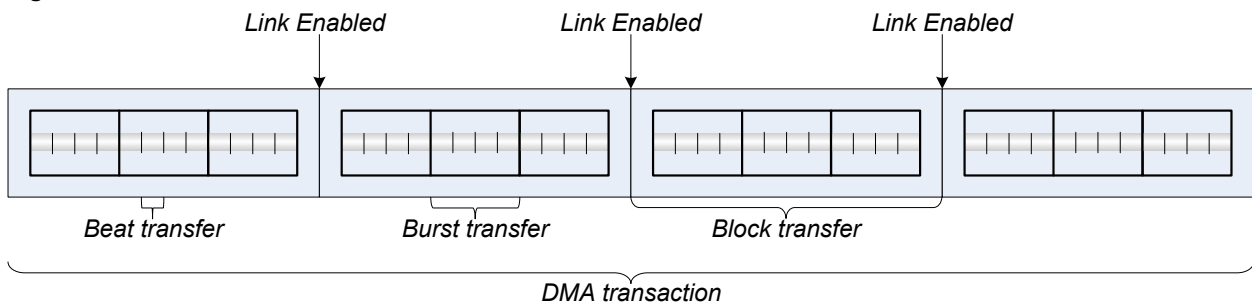 Link Enabled
Link Enabled
Link Enabled
Beat transfer
Burst transfer
Block transfer
DMA transaction